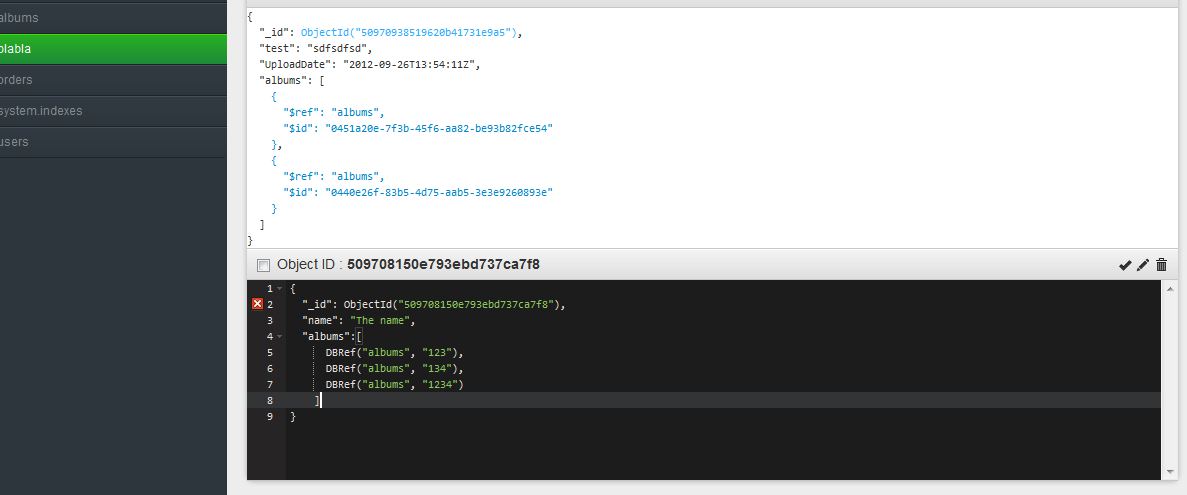 albums
blabla
orders
system.indexes
users
{
"_id": ObjectId("50970938519620b41731e9a5"),
"test": "sdfsdfsd",
"UploadDate": "2012-09-26T13:54:11Z",
"albums": [
{
"$ref": "albums",
"$id": "0451a20e-7f3b-45f6-aa82-be93b82fce54"
},
{
"$ref": "albums",
"$id": "0440e26f-83b5-4d75-aab5-3e3e9260893e"
}
]
}
Object ID : 509708150e793ebd737ca7f8
1 {
2 "_id": ObjectId("509708150e793ebd737ca7f8"),
3 "name": "The name",
4 "albums":[
5 DBRef("albums", "123"),
6 DBRef("albums", "134"),
7 DBRef("albums", "1234")
8 ]
9 }